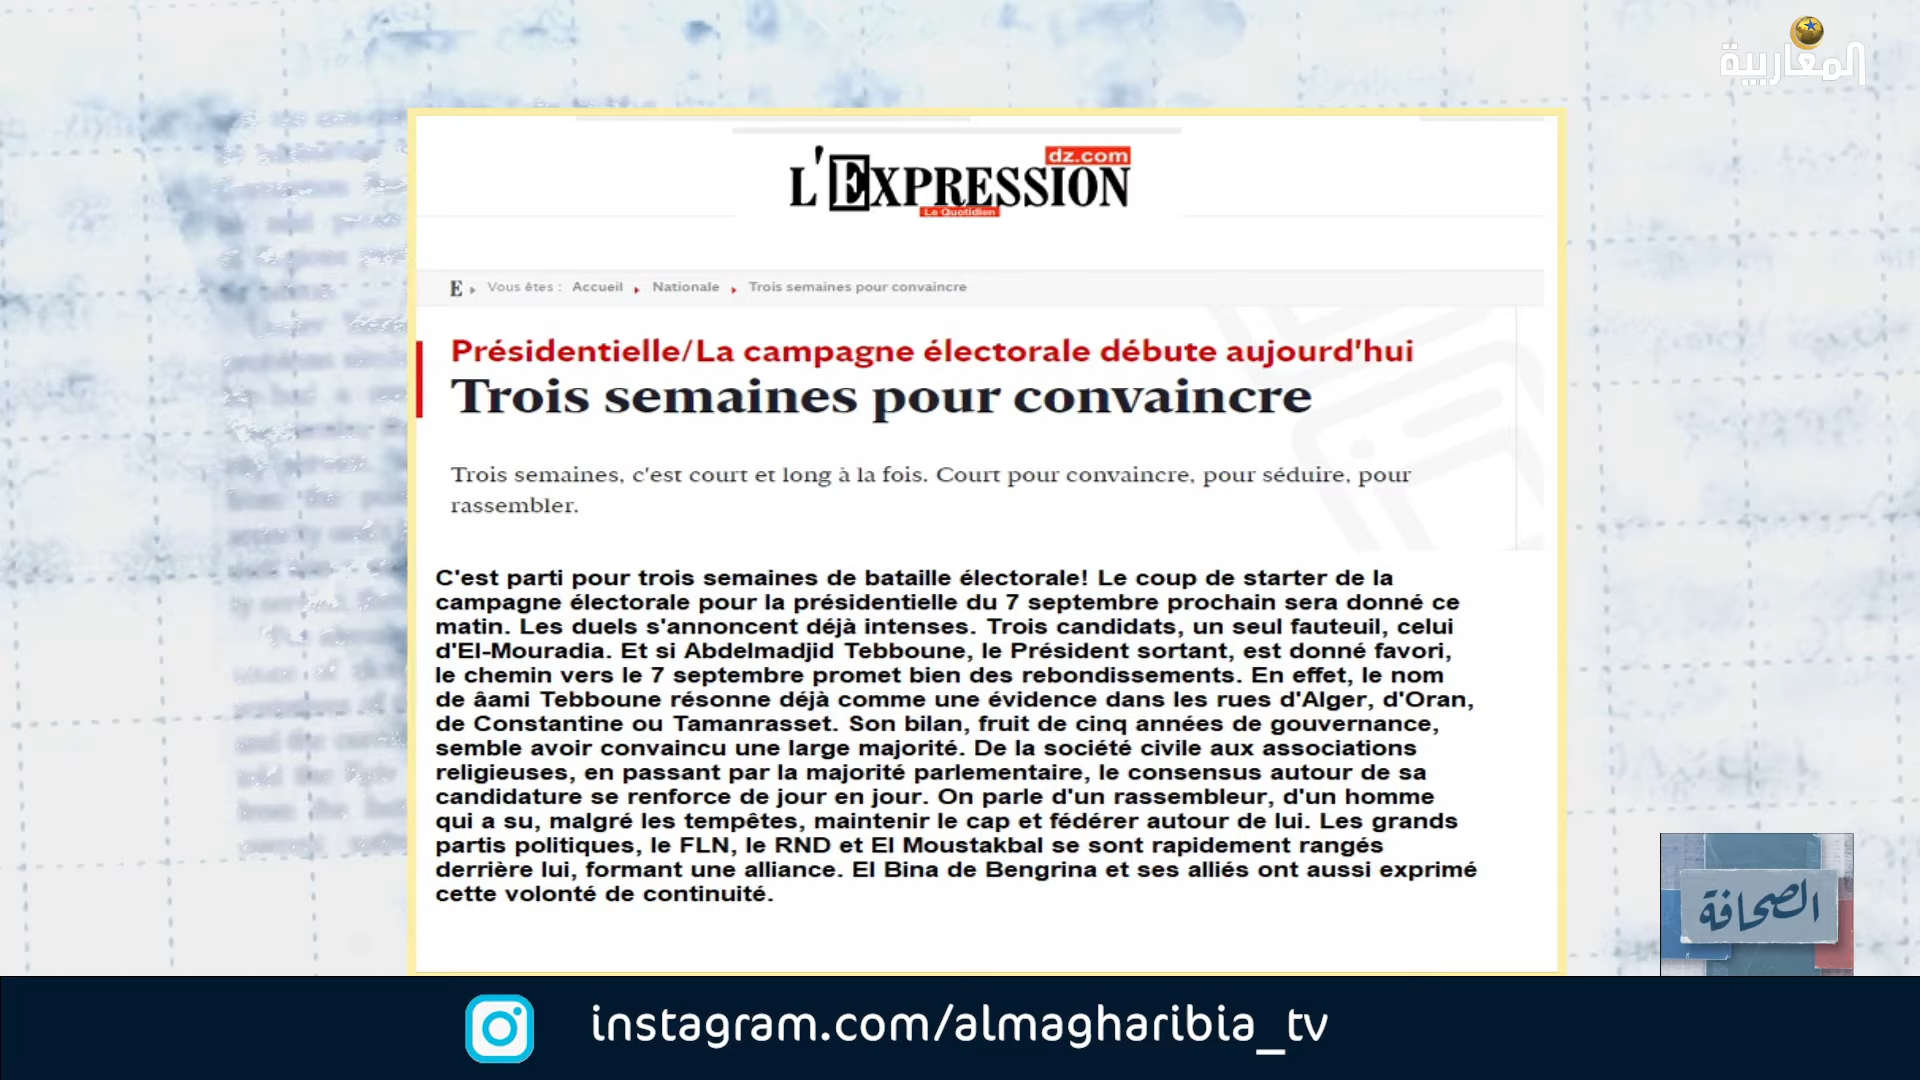 المغاربية
dz.com
L'EXPRESSION
Le Quotidien
E Vous êtes : Accueil Nationale Trois semaines pour convaincre
Présidentielle/La campagne électorale débute aujourd'hui
Trois semaines pour convaincre
Trois semaines, c'est court et long à la fois. Court pour convaincre, pour séduire, pour
rassembler.
C'est parti pour trois semaines de bataille électorale! Le coup de starter de la
campagne électorale pour la présidentielle du 7 septembre prochain sera donné ce
matin. Les duels s'annoncent déjà intenses. Trois candidats, un seul fauteuil, celui
d'El-Mouradia. Et si Abdelmadjid Tebboune, le Président sortant, est donné favori,
le chemin vers le 7 septembre promet bien des rebondissements. En effet, le nom
de âami Tebboune résonne déjà comme une évidence dans les rues d'Alger, d'Oran,
de Constantine ou Tamanrasset. Son bilan, fruit de cinq années de gouvernance,
semble avoir convaincu une large majorité. De la société civile aux associations
religieuses, en passant par la majorité parlementaire, le consensus autour de sa
candidature se renforce de jour en jour. On parle d'un rassembleur, d'un homme
qui a su, malgré les tempêtes, maintenir le cap et fédérer autour de lui. Les grands
partis politiques, le FLN, le RND et El Moustakbal se sont rapidement rangés
derrière lui, formant une alliance. El Bina de Bengrina et ses alliés ont aussi exprimé
cette volonté de continuité.
الصحافة
instagram.com/almagharibia_tv